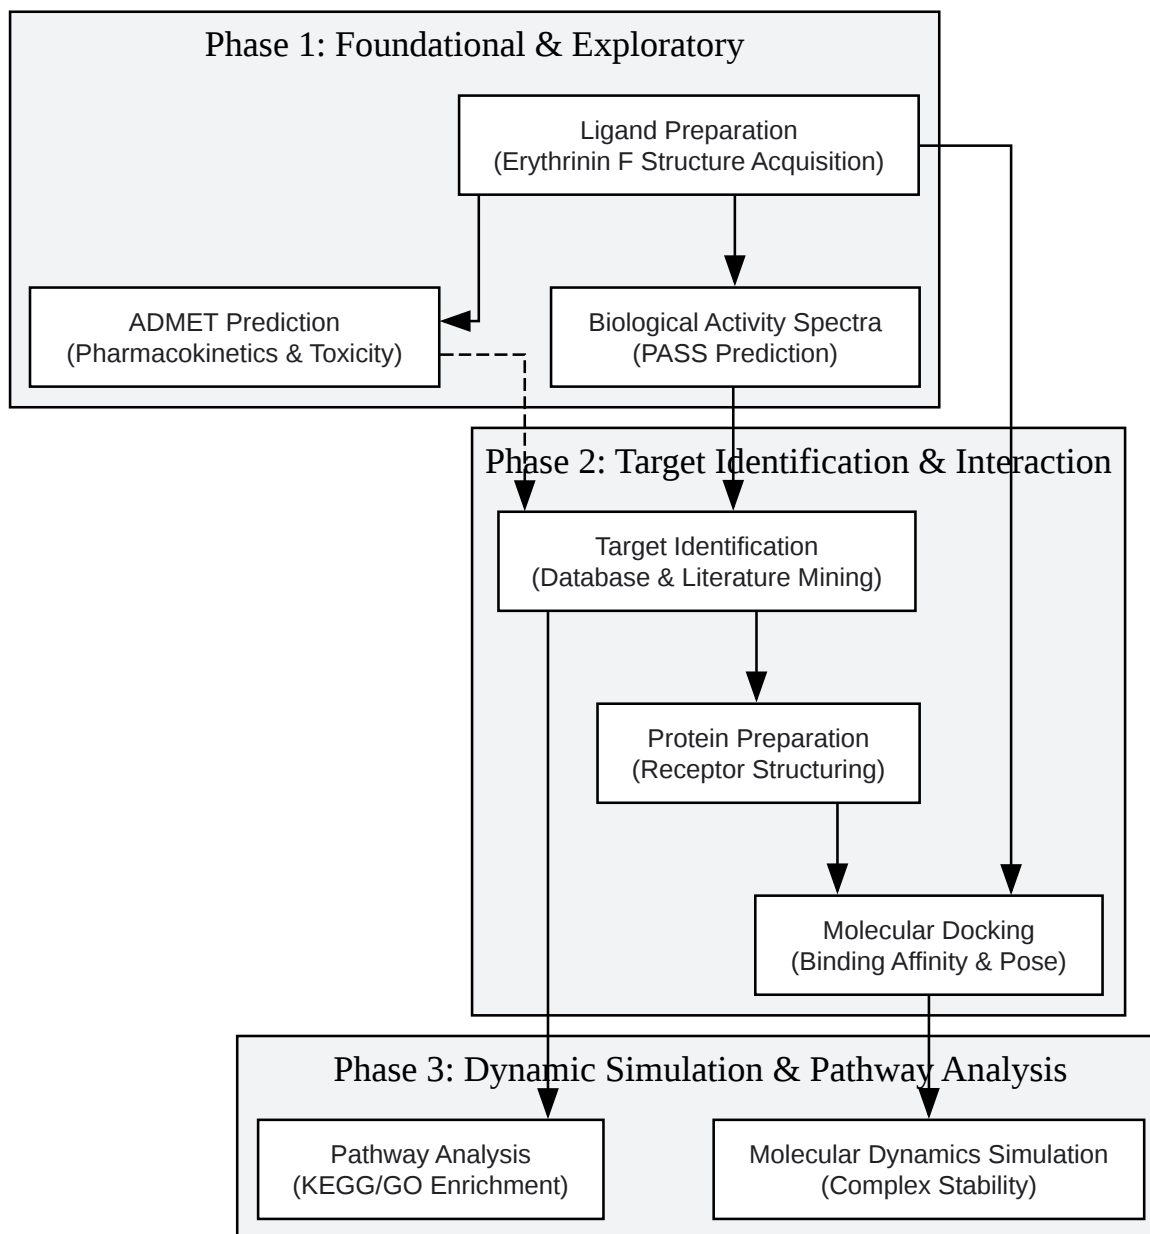 Phase 1: Foundational & Exploratory
Ligand Preparation
(Erythrinin F Structure Acquisition)
ADMET Prediction
(Pharmacokinetics & Toxicity)
Biological Activity Spectra
(PASS Prediction)
Phase 2: Target Identification & Interaction
Target Identification
(Database & Literature Mining)
Protein Preparation
(Receptor Structuring)
Molecular Docking
(Binding Affinity & Pose)
Phase 3: Dynamic Simulation & Pathway Analysis
Pathway Analysis
(KEGG/GO Enrichment)
Molecular Dynamics Simulation
(Complex Stability)